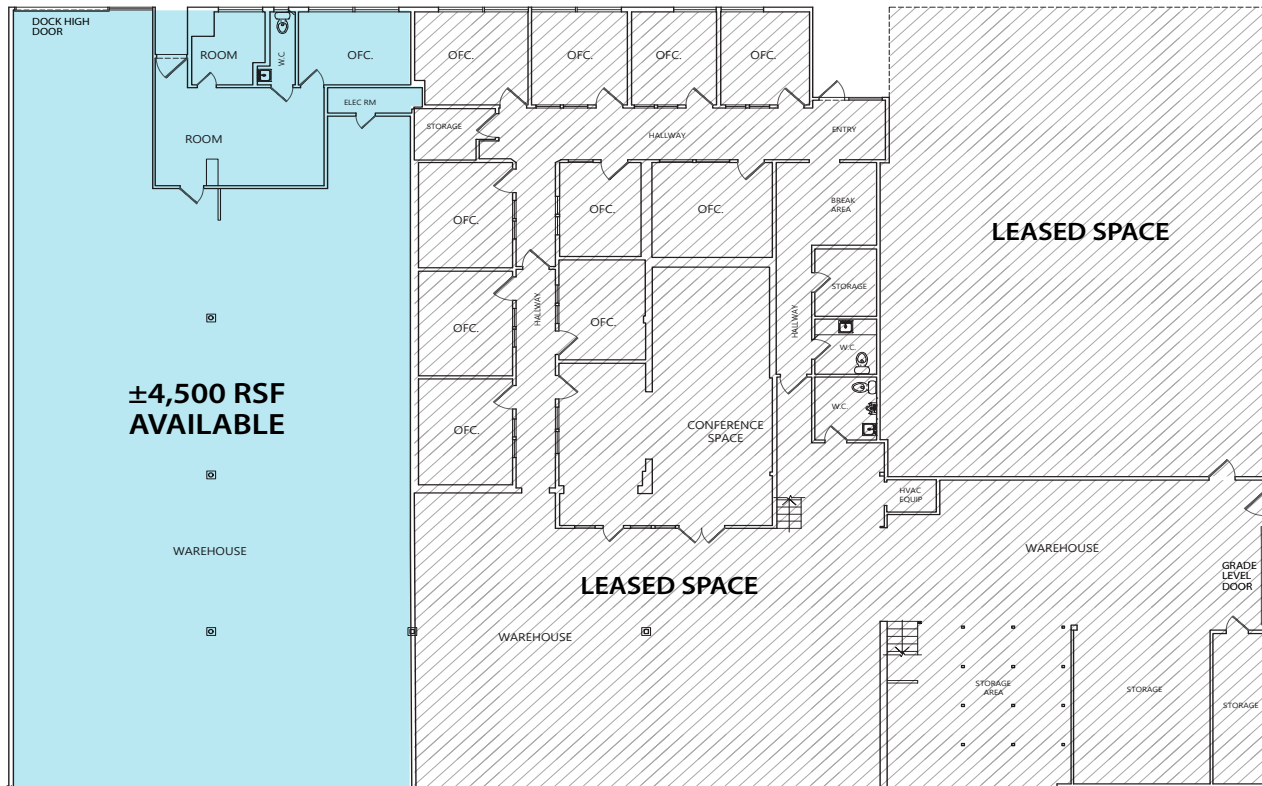 DOCK HIGH
DOOR
ROOM
W.C
OFC.
OFC.
OFC.
OFC.
OFC.
ELEC RM
STORAGE
HALLWAY
ENTRY
ROOM
OFC.
OFC.
OFC.
BREAK
AREA
LEASED SPACE
STORAGE
HALLWAY
HALLWAY
OFC.
OFC.
W.C.
±4,500 RSF
AVAILABLE
W.C.
OFC.
CONFERENCE
SPACE
HVAC
EQUIP
WAREHOUSE
WAREHOUSE
GRADE
LEVEL
DOOR
LEASED SPACE
WAREHOUSE
STORAGE
AREA
STORAGE
STORAGE